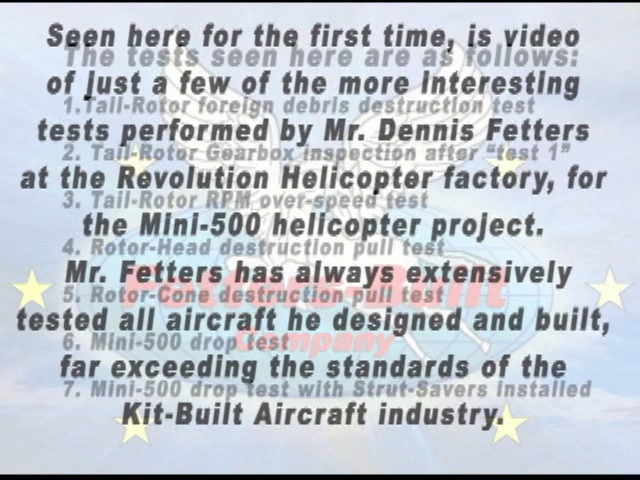 Seen here for the first time, is video
The tests seen here are as follows:
of just a few of the more interesting
1.Tail-Rotor foreign debris destruction test
tests performed by Mr. Dennis Fetters
2. Tail-Rotor Gearbox inspection after "test 1"
at the Revolution Helicopter factory, for
3. Tail-Rotor RPM over-speed test
the Mini-500 helicopter project.
4. Rotor-Head destruction pull test
Mr. Fetters has always extensively
Fetters-Built
5. Rotor-Cone destruction pull test
tested all aircraft he designed and built,
Company
6. Mini-500 drop test
far exceeding the standards of the
7. Mini-500 drop test with Strut-Savers installed
Kit-Built Aircraft industry.